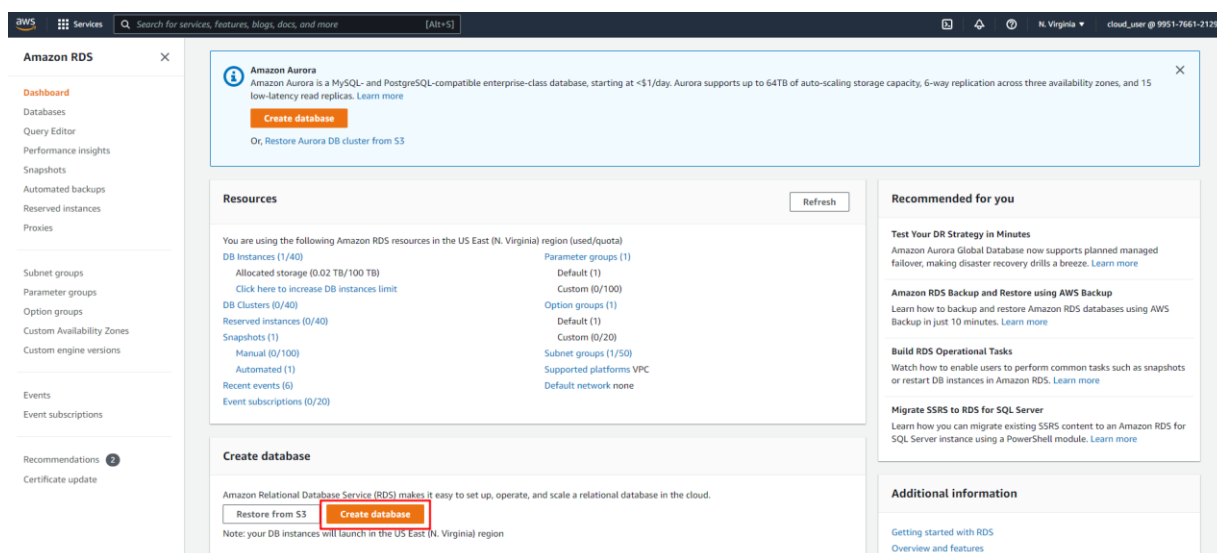 aws
Services
Search for services, features, blogs, docs, and more
[Alt+S]
N. Virginia
cloud_user @ 9951-7661-2129
Amazon RDS
Dashboard
Databases
Query Editor
Performance insights
Snapshots
Automated backups
Reserved instances
Proxies
Subnet groups
Parameter groups
Option groups
Custom Availability Zones
Custom engine versions
Events
Event subscriptions
Recommendations 2
Certificate update
Amazon Aurora
Amazon Aurora is a MySQL- and PostgreSQL-compatible enterprise-class database, starting at <$1/day. Aurora supports up to 64TB of auto-scaling storage capacity, 6-way replication across three availability zones, and 15
low-latency read replicas. Learn more
Create database
Or, Restore Aurora DB cluster from S3
Resources
Refresh
You are using the following Amazon RDS resources in the US East (N. Virginia) region (used/quota)
DB Instances (1/40)
Allocated storage (0.02 TB/100 TB)
Click here to increase DB instances limit
DB Clusters (0/40)
Reserved instances (0/40)
Snapshots (1)
Manual (0/100)
Automated (1)
Recent events (6)
Event subscriptions (0/20)
Parameter groups (1)
Default (1)
Custom (0/100)
Option groups (1)
Default (1)
Custom (0/20)
Subnet groups (1/50)
Supported platforms VPC
Default network none
Create database
Amazon Relational Database Service (RDS) makes it easy to set up, operate, and scale a relational database in the cloud.
Restore from S3
Create database
Note: your DB instances will launch in the US East (N. Virginia) region
Recommended for you
Test Your DR Strategy in Minutes
Amazon Aurora Global Database now supports planned managed
failover, making disaster recovery drills a breeze. Learn more
Amazon RDS Backup and Restore using AWS Backup
Learn how to backup and restore Amazon RDS databases using AWS
Backup in just 10 minutes. Learn more
Build RDS Operational Tasks
Watch how to enable users to perform common tasks such as snapshots
or restart DB instances in Amazon RDS. Learn more
Migrate SSRS to RDS for SQL Server
Learn how you can migrate existing SSRS content to an Amazon RDS for
SQL Server instance using a PowerShell module. Learn more
Additional information
Getting started with RDS
Overview and features